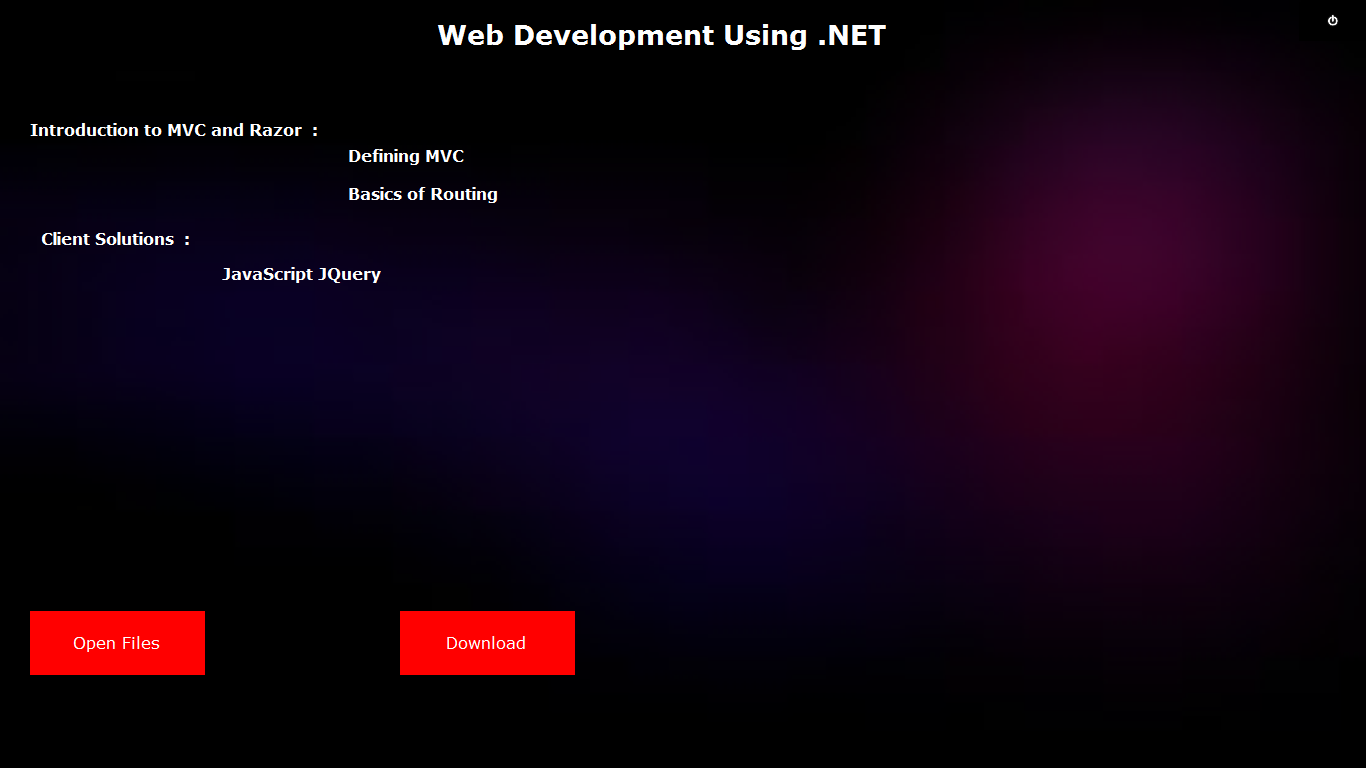 Web Development Using .NET
Introduction to MVC and Razor :
Defining MVC
Basics of Routing
Client Solutions :
JavaScript JQuery
Open Files
Download